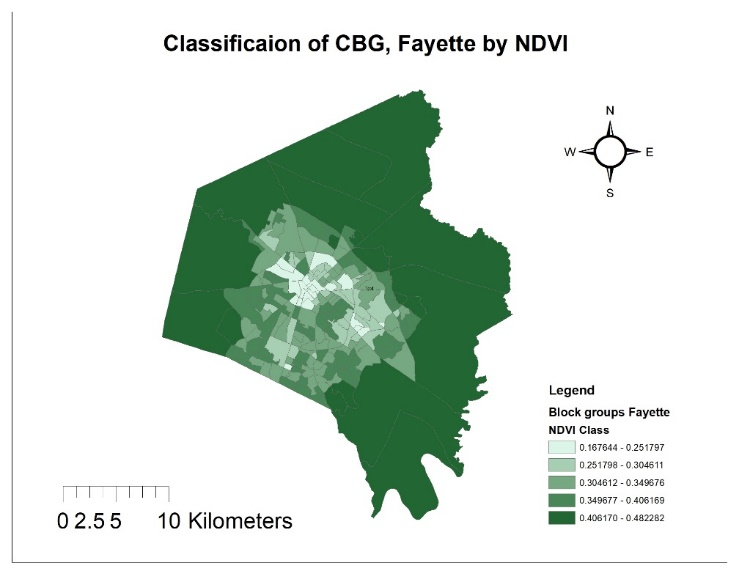 Classificaion of CBG, Fayette by NDVI
N
W
E
S
Legend
Block groups Fayette
NDVI Class
0.167644 - 0.251797
0.251798 - 0.304611
0.304612 - 0.349676
0.349677 - 0.406169
0.406170 - 0.482282
0 2.5 5 10 Kilometers